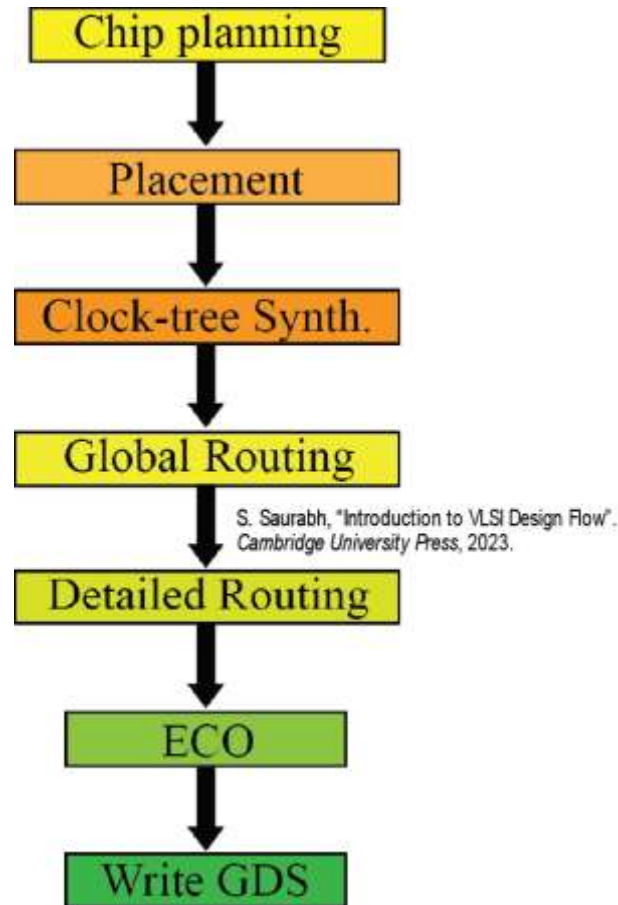 Chip planning
Placement
Clock-tree Synth.
Global Routing
S. Saurabh, “Introduction to VLSI Design Flow”.
Cambridge University Press, 2023.
Detailed Routing
ECO
Write GDS